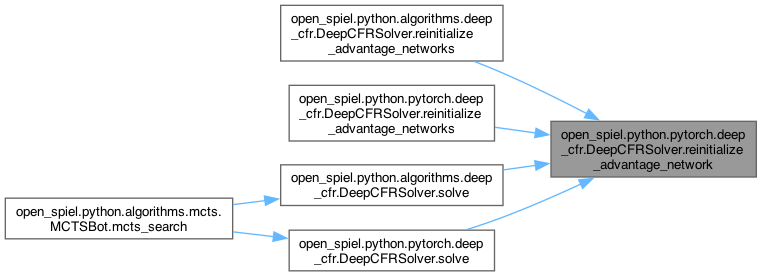 open_spiel.python.algorithms.deep
_cfr.DeepCFRSolver.reinitialize
_advantage_networks
open_spiel.python.pytorch.deep
_cfr.DeepCFRSolver.reinitialize
_advantage_networks
open_spiel.python.pytorch.deep
_cfr.DeepCFRSolver.reinitialize
_advantage_network
open_spiel.python.algorithms.deep
_cfr.DeepCFRSolver.solve
open_spiel.python.algorithms.mcts.
MCTSBot.mcts_search
open_spiel.python.pytorch.deep
_cfr.DeepCFRSolver.solve